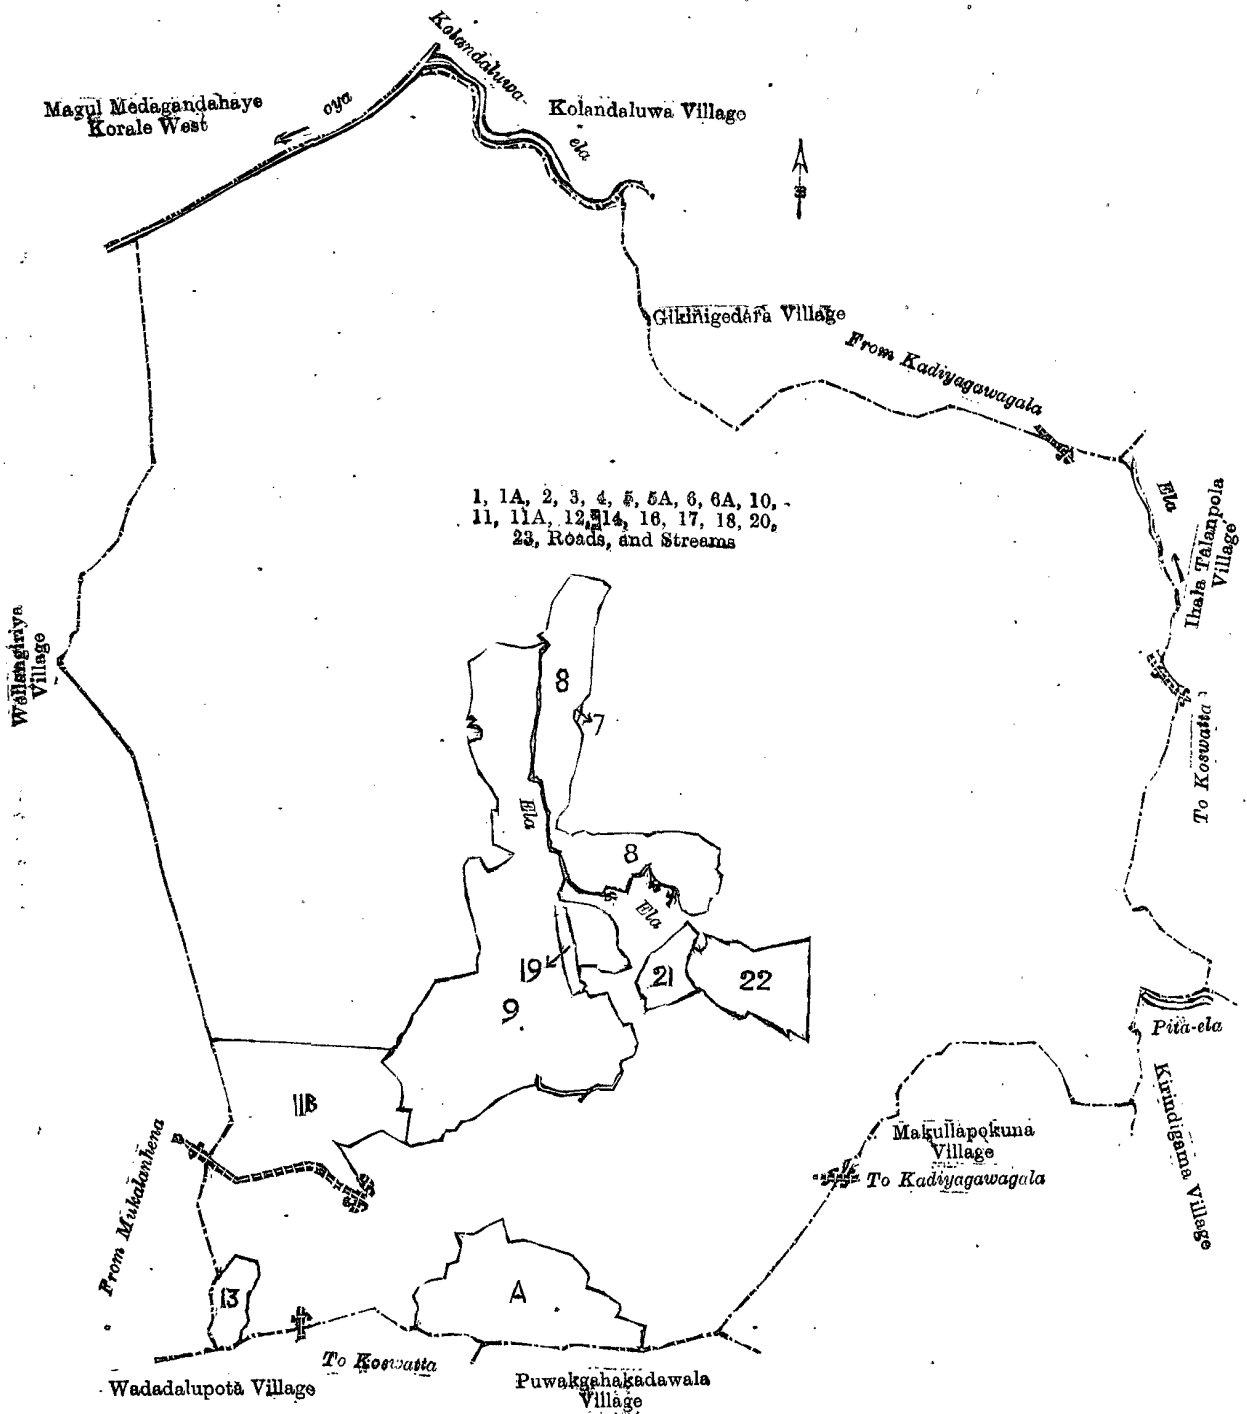 Kolandaluwa-
ela
Magul Medagandahaye
Korale West
oya
Kolandaluwa Village
Gikinigedara Village
From Kadiyagawagala
1, 1A, 2, 3, 4, 5, 5A, 6, 6A, 10,
11, 11A, 12, 14, 16, 17, 18, 20,
23, Roads, and Streams
Ela
Ihala Talanpola
Village
Village
8
7
To Koswatta
Ela
8
Ela
19
21
22
9
Pita-ela
11B
Makullapokuna
Village
To Kadiyagawagala
Kirindigama Village
From Mukalanhena
13
A
To Koswatta
Wadadalupota Village
Puwakgahakadawala
Village